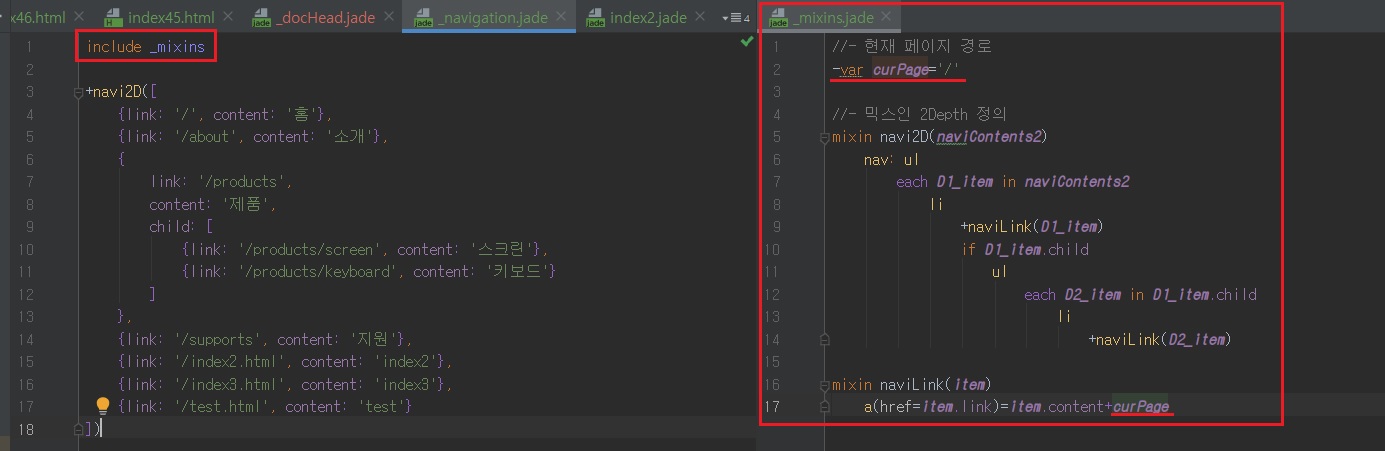 x46.html index45.html _docHead.jade _navigation.jade index2.jade 4 _mixins.jade
1 include _mixins
2
3 +navi2D([
4 {link: '/', content: '홈'},
5 {link: '/about', content: '소개'},
6 {
7 link: '/products',
8 content: '제품',
9 child: [
10 {link: '/products/screen', content: '스크린'},
11 {link: '/products/keyboard', content: '키보드'}
12 ]
13 },
14 {link: '/supports', content: '지원'},
15 {link: '/index2.html', content: 'index2'},
16 {link: '/index3.html', content: 'index3'},
17 {link: '/test.html', content: 'test'}
18 ])
1 //- 현재 페이지 경로
2 -var curPage='/'
3
4 //- 믹스인 2Depth 정의
5 mixin navi2D(naviContents2)
6 nav: ul
7 each D1_item in naviContents2
8 li
9 +naviLink(D1_item)
10 if D1_item.child
11 ul
12 each D2_item in D1_item.child
13 li
14 +naviLink(D2_item)
15
16 mixin naviLink(item)
17 a(href=item.link)=item.content+curPage